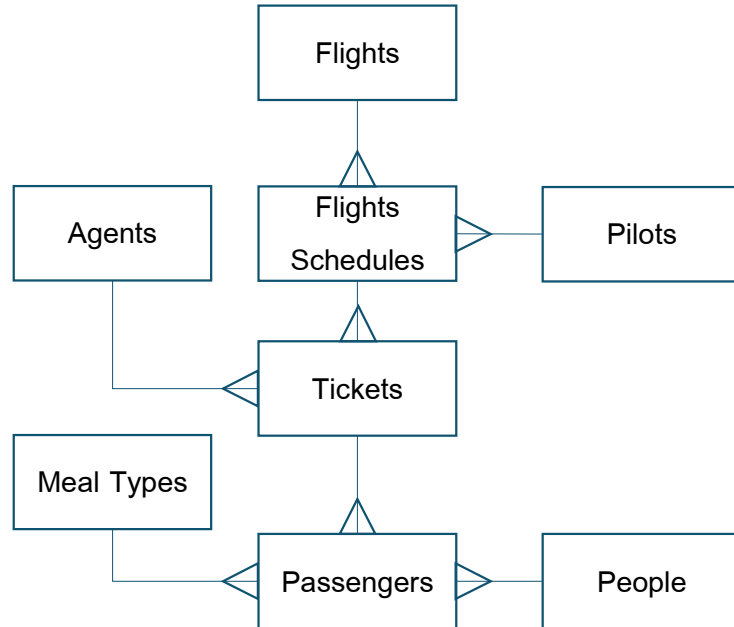 Flights
Flights
Schedules
Agents
Pilots
Tickets
Meal Types
Passengers
People